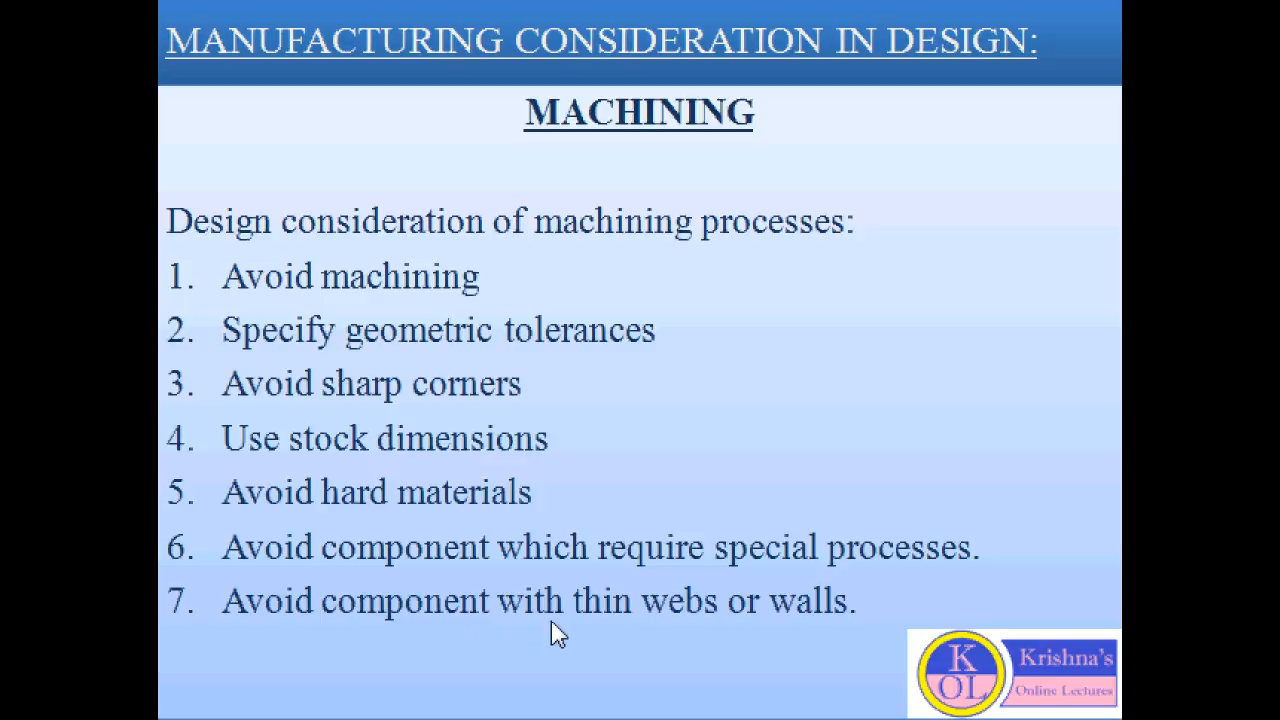 MANUFACTURING CONSIDERATION IN DESIGN:
MACHINING
Design consideration of machining processes:
1. Avoid machining
2. Specify geometric tolerances
3. Avoid sharp corners
4. Use stock dimensions
5. Avoid hard materials
6. Avoid component which require special processes.
7. Avoid component with thin webs or walls.
K
OL
Krishna's
Online Lectures